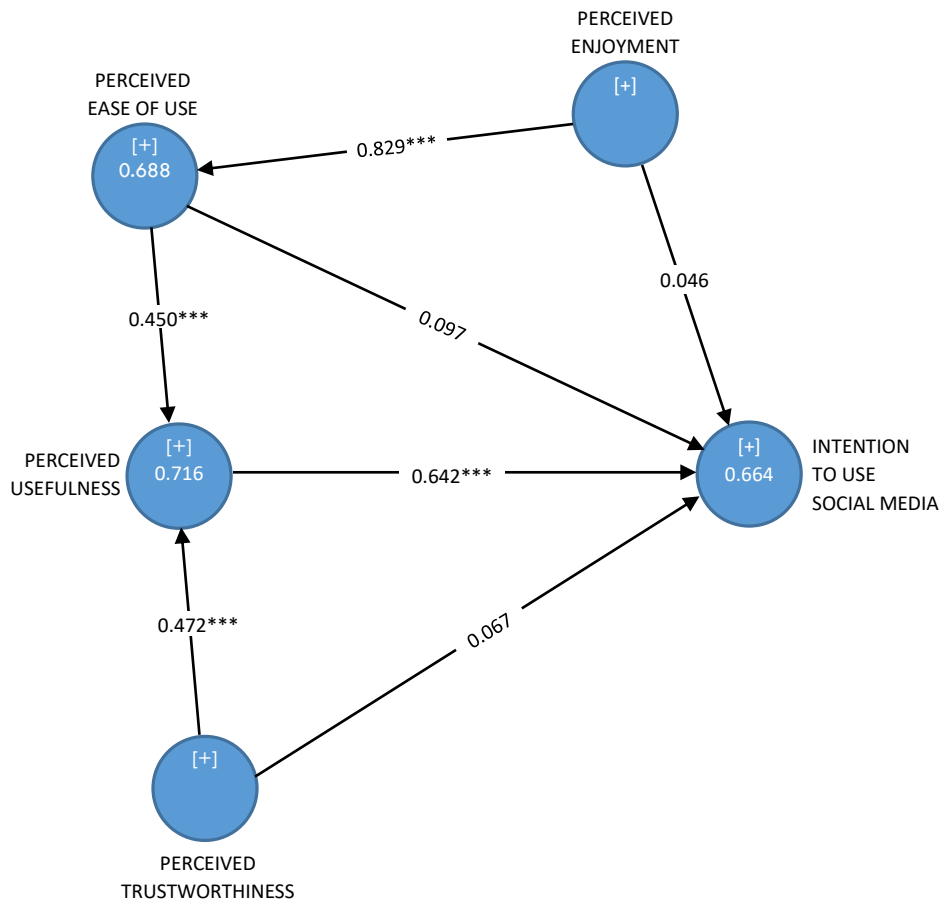 PERCEIVED
ENJOYMENT
[+]
PERCEIVED
EASE OF USE
[+]
0.688
0.829***
0.046
0.450***
0.097
PERCEIVED
USEFULNESS
[+]
0.716
0.642***
[+]
0.664
INTENTION
TO USE
SOCIAL MEDIA
0.472***
0.067
[+]
PERCEIVED
TRUSTWORTHINESS